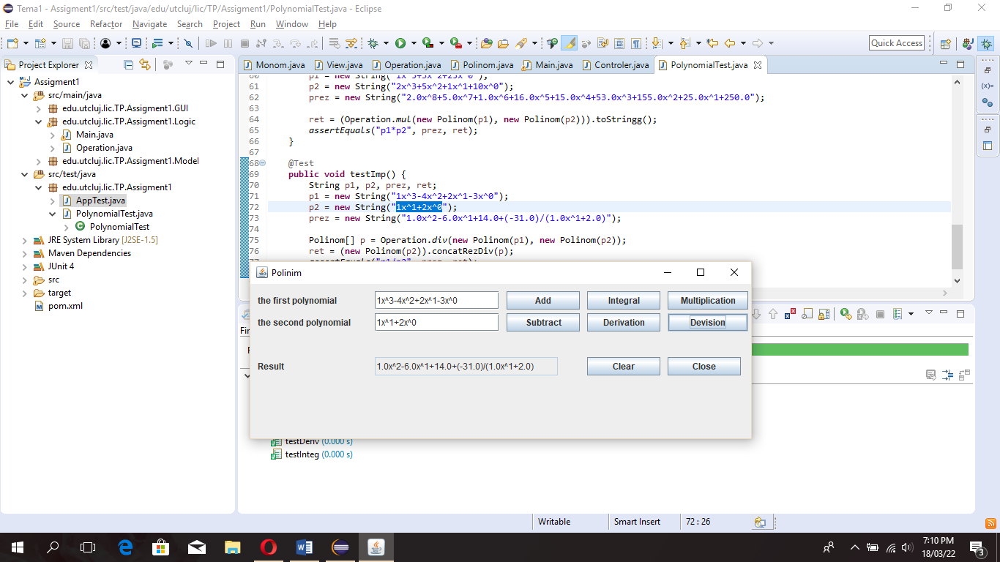 Tema1 - Assigment1/src/test/java/edu/utcluj/lic/TP/Assigment1/PolynomialTest.java - Eclipse
File Edit Source Refactor Navigate Search Project Run Window Help
Quick Access
Project Explorer
Assigment1
src/main/java
edu.utcluj.lic.TP.Assigment1.GUI
edu.utcluj.lic.TP.Assigment1.Logic
Main.java
Operation.java
edu.utcluj.lic.TP.Assigment1.Model
src/test/java
edu.utcluj.lic.TP.Assigment1
AppTest.java
PolynomialTest.java
PolynomialTest
JRE System Library [J2SE-1.5]
Maven Dependencies
JUnit 4
src
target
pom.xml
Monom.java View.java Operation.java Polinom.java Main.java Controler.java PolynomialTest.java
60 p1 = new String("1x^5+5x^2+25x^0");
61 p2 = new String("2x^3+5x^2+1x^1+10x^0");
62 prez = new String("2.0x^8+5.0x^7+1.0x^6+16.0x^5+15.0x^4+53.0x^3+155.0x^2+25.0x^1+250.0");
63
64 ret = (Operation.mul(new Polinom(p1), new Polinom(p2))).toStringg();
65 assertEquals("p1*p2", prez, ret);
66 }
67
68 @Test
69 public void testImp() {
70 String p1, p2, prez, ret;
71 p1 = new String("1x^3-4x^2+2x^1-3x^0");
72 p2 = new String("1x^1+2x^0");
73 prez = new String("1.0x^2-6.0x^1+14.0+(-31.0)/(1.0x^1+2.0)");
74
75 Polinom[] p = Operation.div(new Polinom(p1), new Polinom(p2));
76 ret = (new Polinom(p2)).concatRezDiv(p);
77 assertEquals("p1/p2", prez, ret);
Polinim
the first polynomial 1x^3-4x^2+2x^1-3x^0 Add Integral Multiplication
the second polynomial 1x^1+2x^0 Subtract Derivation Devision
Result 1.0x^2-6.0x^1+14.0+(-31.0)/(1.0x^1+2.0) Clear Close
testDeriv (0.000 s)
testInteg (0.000 s)
Writable Smart Insert 72 : 26
7:10 PM
18/03/22
3